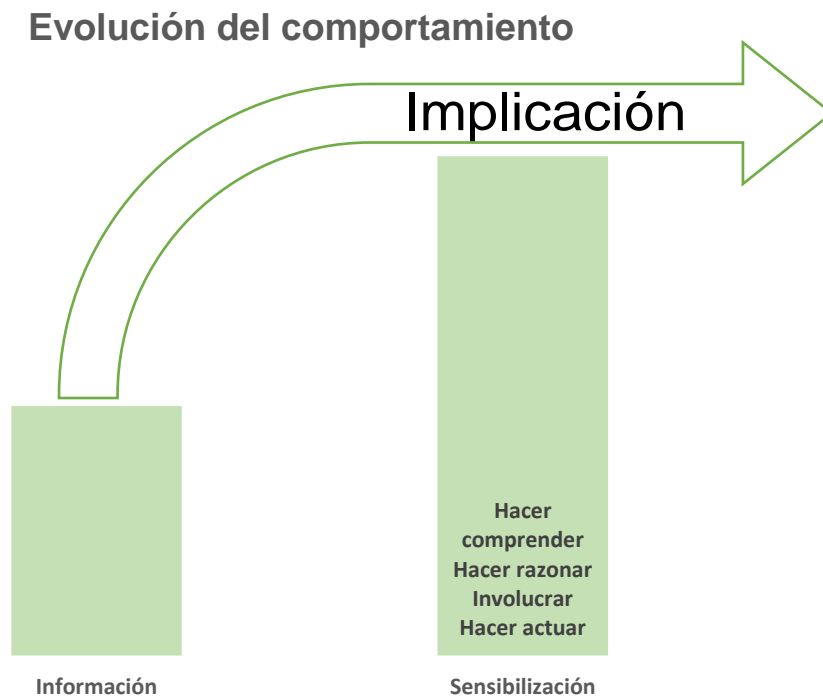 Evolución del comportamiento
Implicación
Hacer
comprender
Hacer razonar
Involucrar
Hacer actuar
Información
Sensibilización